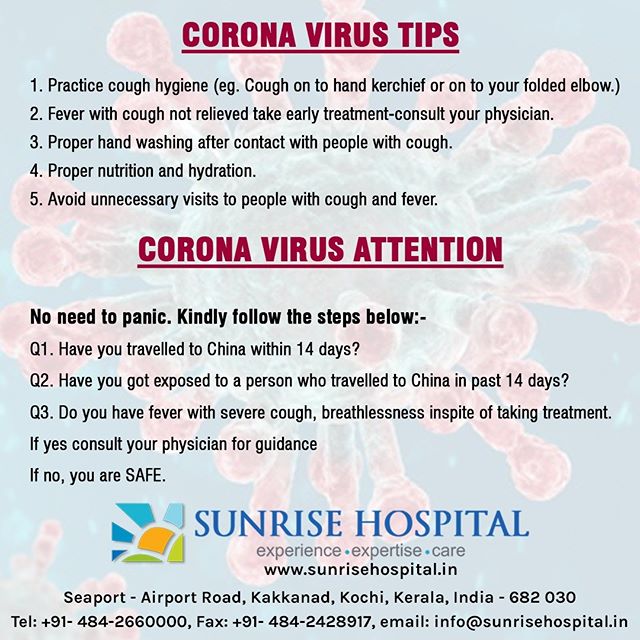 CORONA VIRUS TIPS
1. Practice cough hygiene (eg. Cough on to hand kerchief or on to your folded elbow.)
2. Fever with cough not relieved take early treatment-consult your physician.
3. Proper hand washing after contact with people with cough.
4. Proper nutrition and hydration.
5. Avoid unnecessary visits to people with cough and fever.
CORONA VIRUS ATTENTION
No need to panic. Kindly follow the steps below:-
Q1. Have you travelled to China within 14 days?
Q2. Have you got exposed to a person who travelled to China in past 14 days?
Q3. Do you have fever with severe cough, breathlessness inspite of taking treatment.
If yes consult your physician for guidance
If no, you are SAFE.
SUNRISE HOSPITAL
experience • expertise • care
www.sunrisehospital.in
Seaport - Airport Road, Kakkanad, Kochi, Kerala, India - 682 030
Tel: +91- 484-2660000, Fax: +91- 484-2428917, email: info@sunrisehospital.in